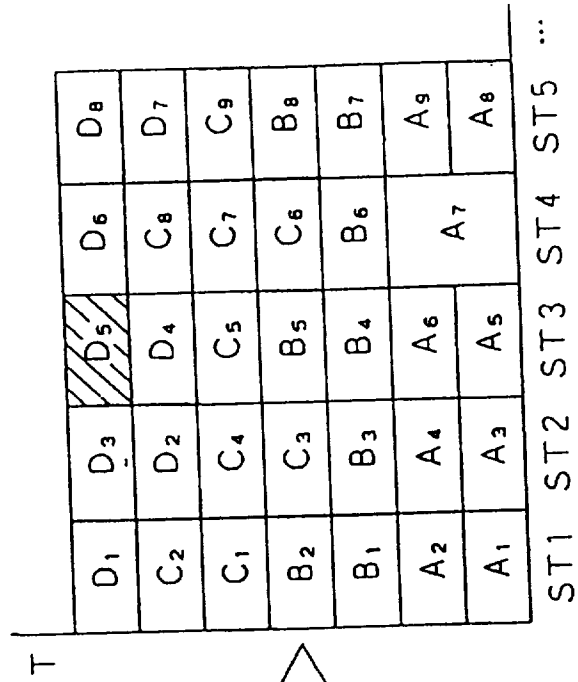 T
D1 D3 D5 D6 D8
C2 D2 D4 C8 D7
C1 C4 C5 C7 C9
B2 C3 B5 C6 B8
B1 B3 B4 B6 B7
A2 A4 A6 A7 A9
A1 A3 A5 A8
ST1 ST2 ST3 ST4 ST5 ...